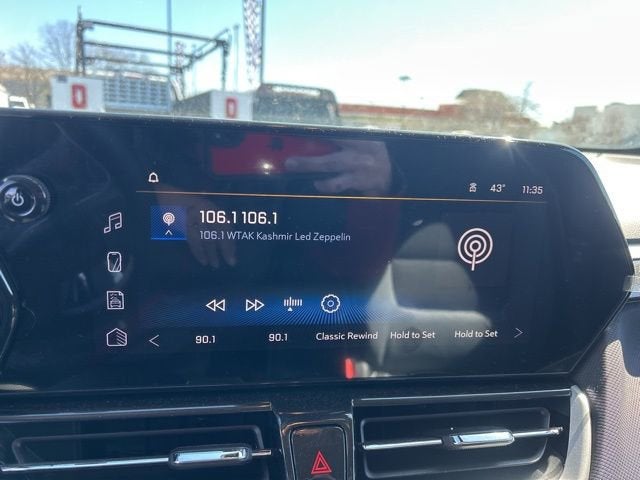 43° 11:35
106.1 106.1
106.1 WTAK Kashmir Led Zeppelin
90.1 90.1 Classic Rewind Hold to Set Hold to Set